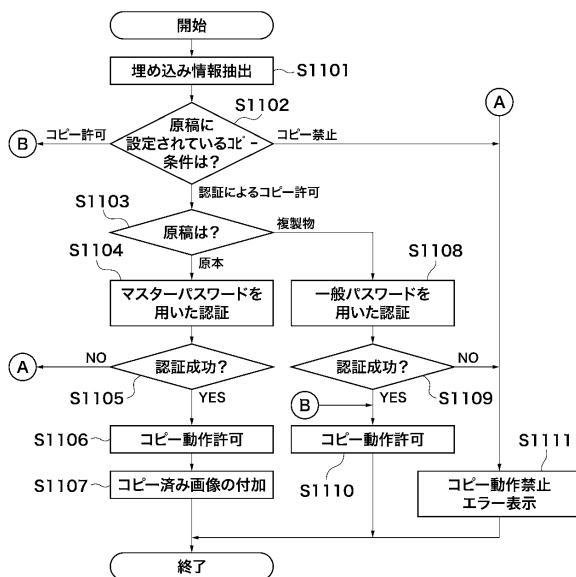 開始
埋め込み情報抽出
S1101
S1102
A
B
コピー許可
原稿に
設定されているコピー
条件は?
コピー禁止
認証によるコピー許可
S1103
原稿は?
複製物
原本
S1104
マスターパスワードを
用いた認証
S1108
一般パスワードを
用いた認証
A
NO
認証成功?
S1105
YES
認証成功?
NO
S1109
YES
B
S1106
コピー動作許可
コピー動作許可
S1110
S1107
コピー済み画像の付加
S1111
コピー動作禁止
エラー表示
終了